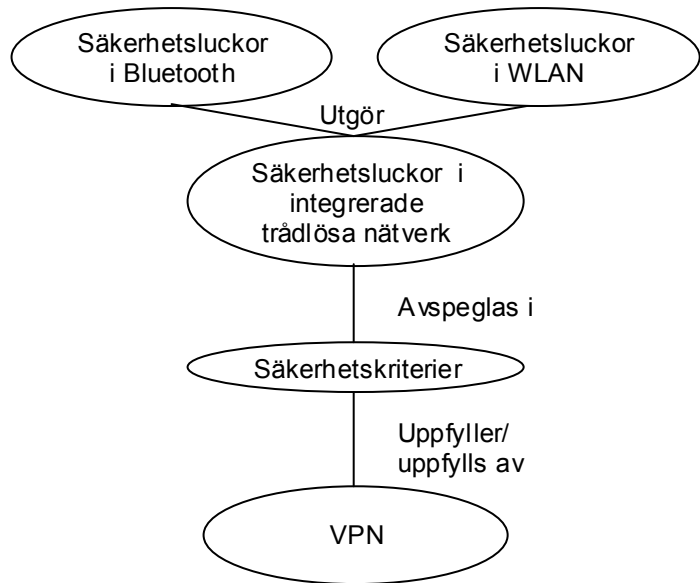 Säkerhetsluckor
i Bluetooth
Säkerhetsluckor
i WLAN
Utgör
Säkerhetsluckor i
integrerade
trådlösa nätverk
Avspeglas i
Säkerhetskriterier
Uppfyller/
uppfylls av
VPN